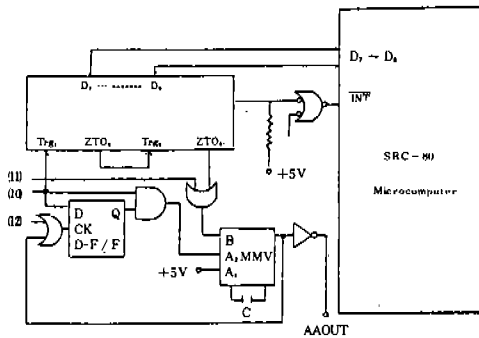 D₇ → D₀
D₇ ········ D₀
INT
SRC-80
Microcomputer
+5V
Trg₁ ZTO₁ Trg₀ ZTO₀
(11)
(10)
(12)
D Q
CK
D-F/F
B
A₂ MMV
A₁
+5V
C
AAOUT